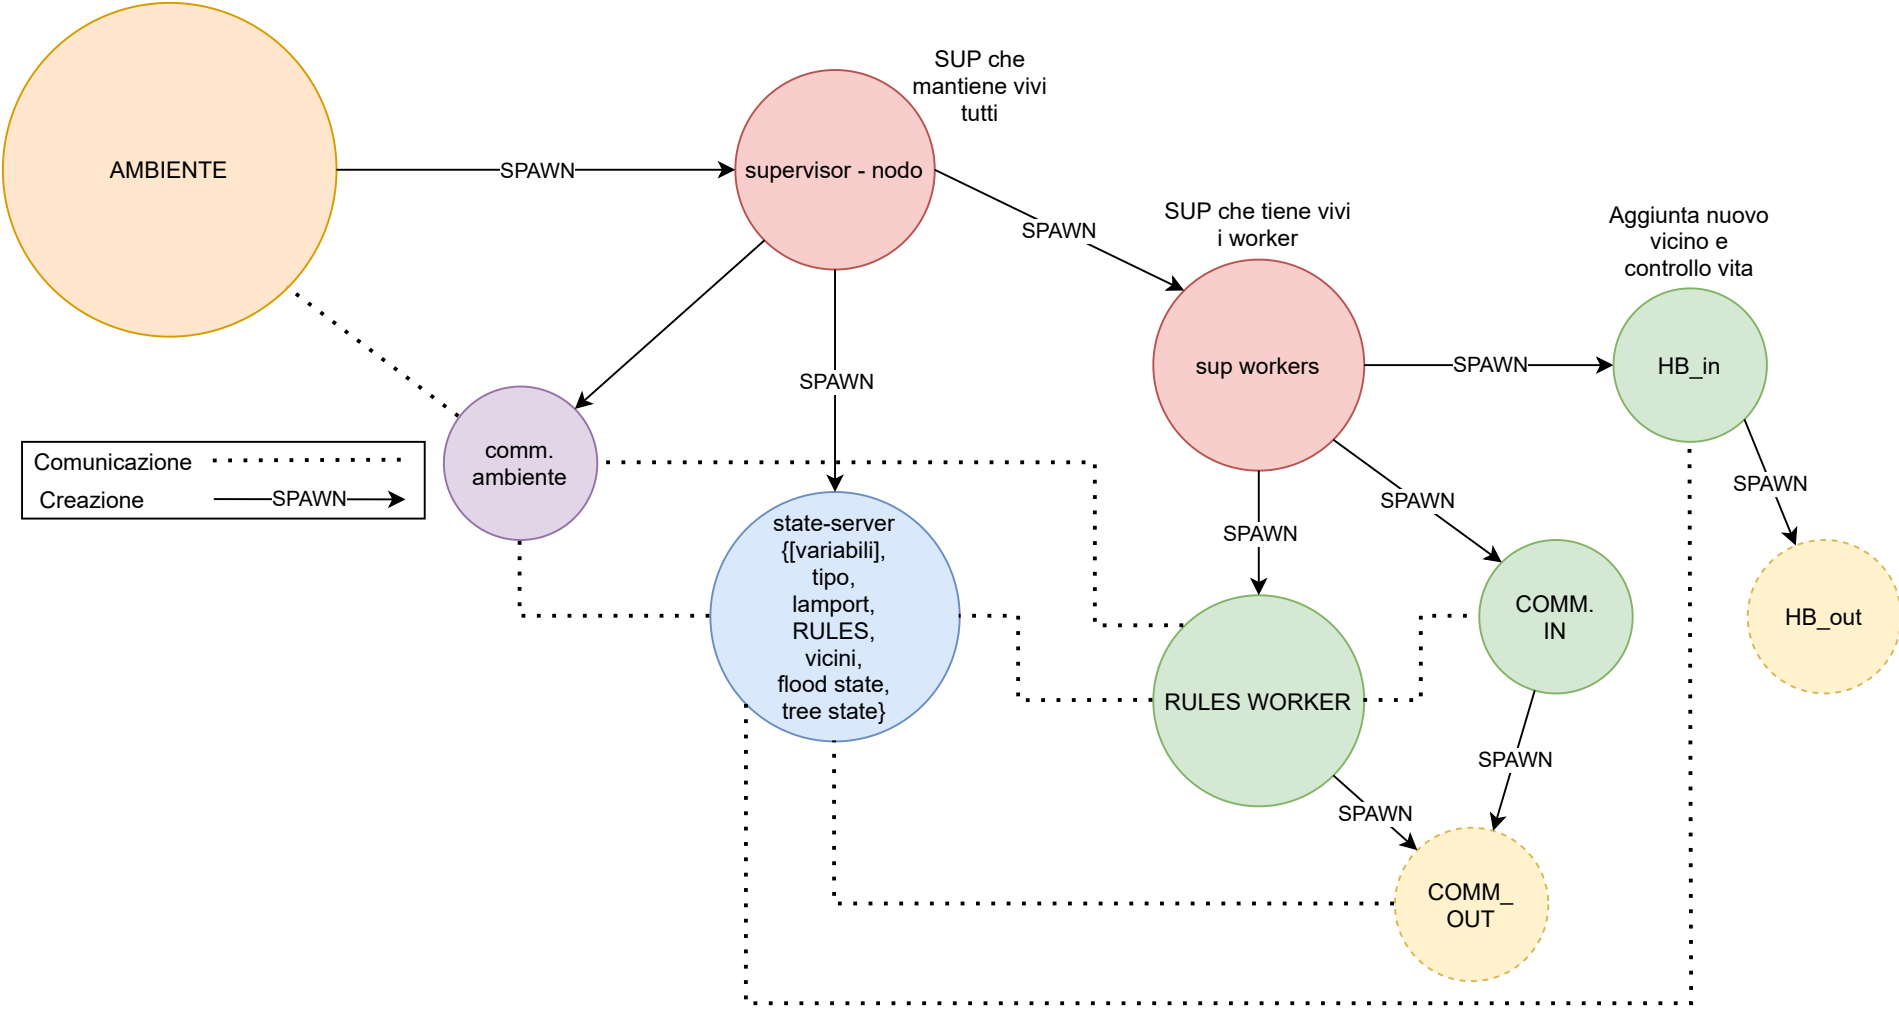 SUP che
mantiene vivi
tutti
AMBIENTE
SPAWN
supervisor - nodo
SPAWN
SUP che tiene vivi
i worker
Aggiunta nuovo
vicino e
controllo vita
sup workers
SPAWN
HB_in
SPAWN
comm.
ambiente
Comunicazione
Creazione
SPAWN
SPAWN
SPAWN
SPAWN
state-server
{[variabili],
tipo,
lamport,
RULES,
vicini,
flood state,
tree state}
COMM.
IN
HB_out
RULES WORKER
SPAWN
SPAWN
COMM_
OUT